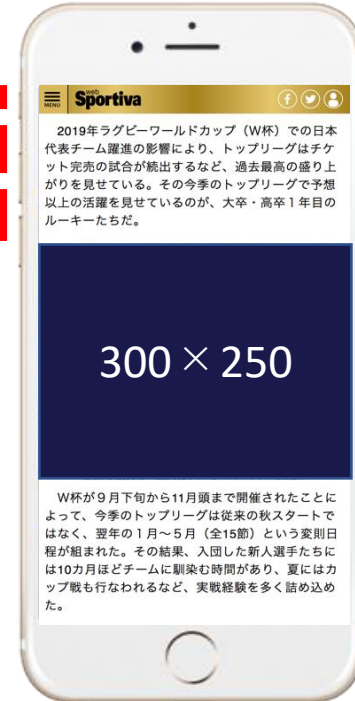 MENU
web
Sportiva
2019年ラグビーワールドカップ（W杯）での日本
代表チーム躍進の影響により、トップリーグはチケ
ット完売の試合が続出するなど、過去最高の盛り上
がりを見せている。その今季のトップリーグで予想
以上の活躍を見せているのが、大卒・高卒１年目の
ルーキーたちだ。
300×250
W杯が９月下旬から11月頭まで開催されたことに
よって、今季のトップリーグは従来の秋スタートで
はなく、翌年の１月〜５月（全15節）という変則日
程が組まれた。その結果、入団した新人選手たちに
は10カ月ほどチームに馴染む時間があり、夏にはカ
ップ戦も行なわれるなど、実戦経験を多く詰め込め
た。